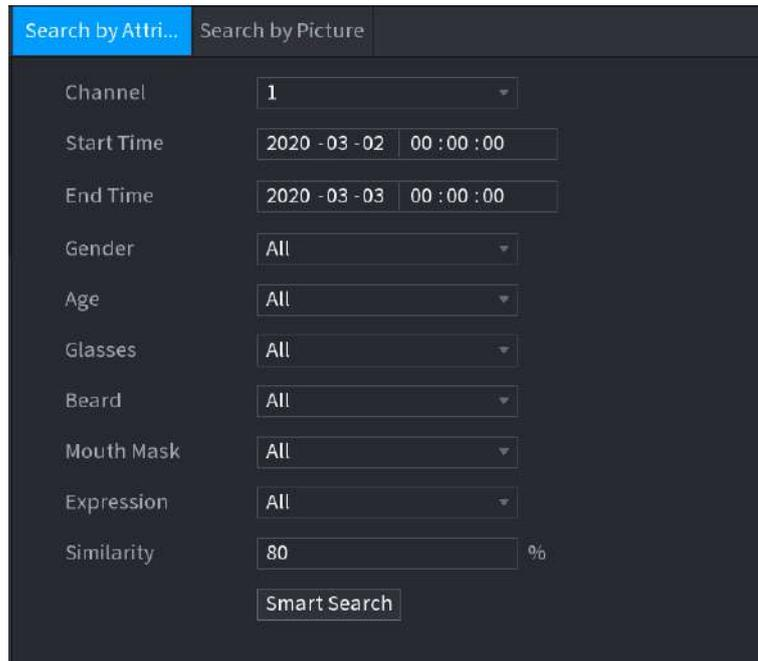 Search by Attri... Search by Picture
Channel 1
Start Time 2020 -03 -02 00 :00 :00
End Time 2020 -03 -03 00 :00 :00
Gender All
Age All
Glasses All
Beard All
Mouth Mask All
Expression All
Similarity 80 %
Smart Search